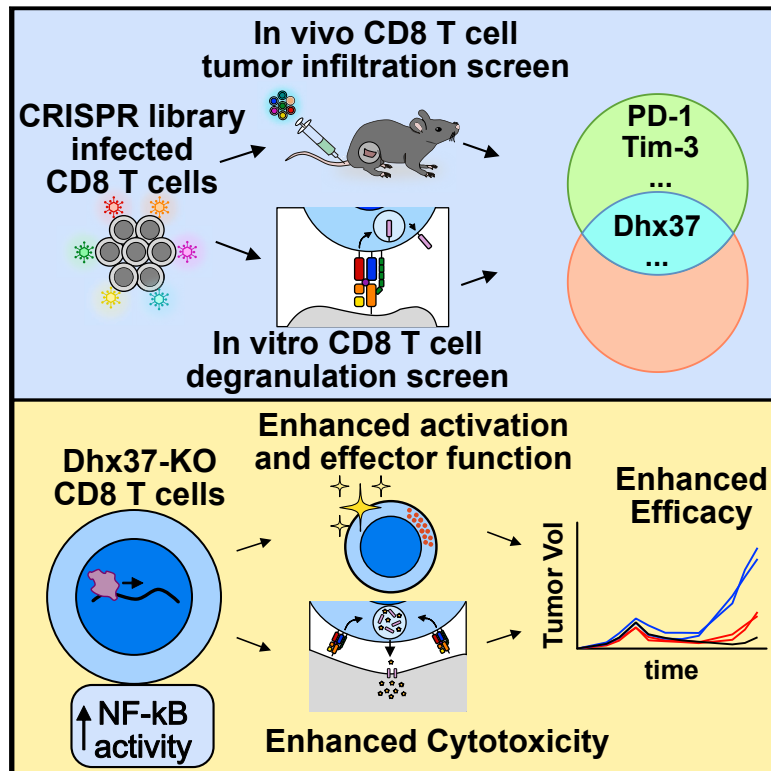 In vivo CD8 T cell
tumor infiltration screen
CRISPR library
infected
CD8 T cells
PD-1
Tim-3
...
Dhx37
...
In vitro CD8 T cell
degranulation screen
Enhanced activation
and effector function
Dhx37-KO
CD8 T cells
Enhanced
Efficacy
Tumor Vol
time
NF-kB
activity
Enhanced Cytotoxicity